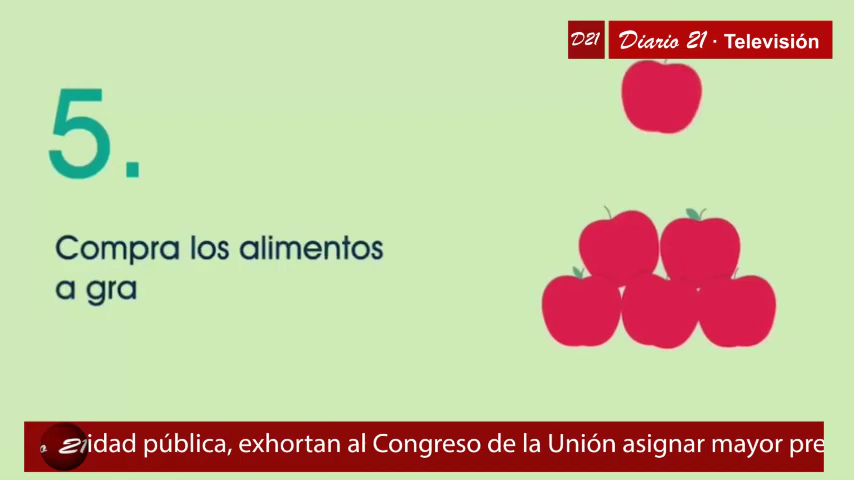 D21 Diario 21 · Televisión
5.
Compra los alimentos
a gra
o 21 idad pública, exhortan al Congreso de la Unión asignar mayor pre